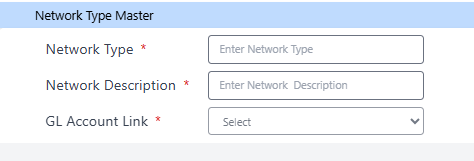 Network Type Master
Network Type * Enter Network Type
Network Description * Enter Network Description
GL Account Link * Select